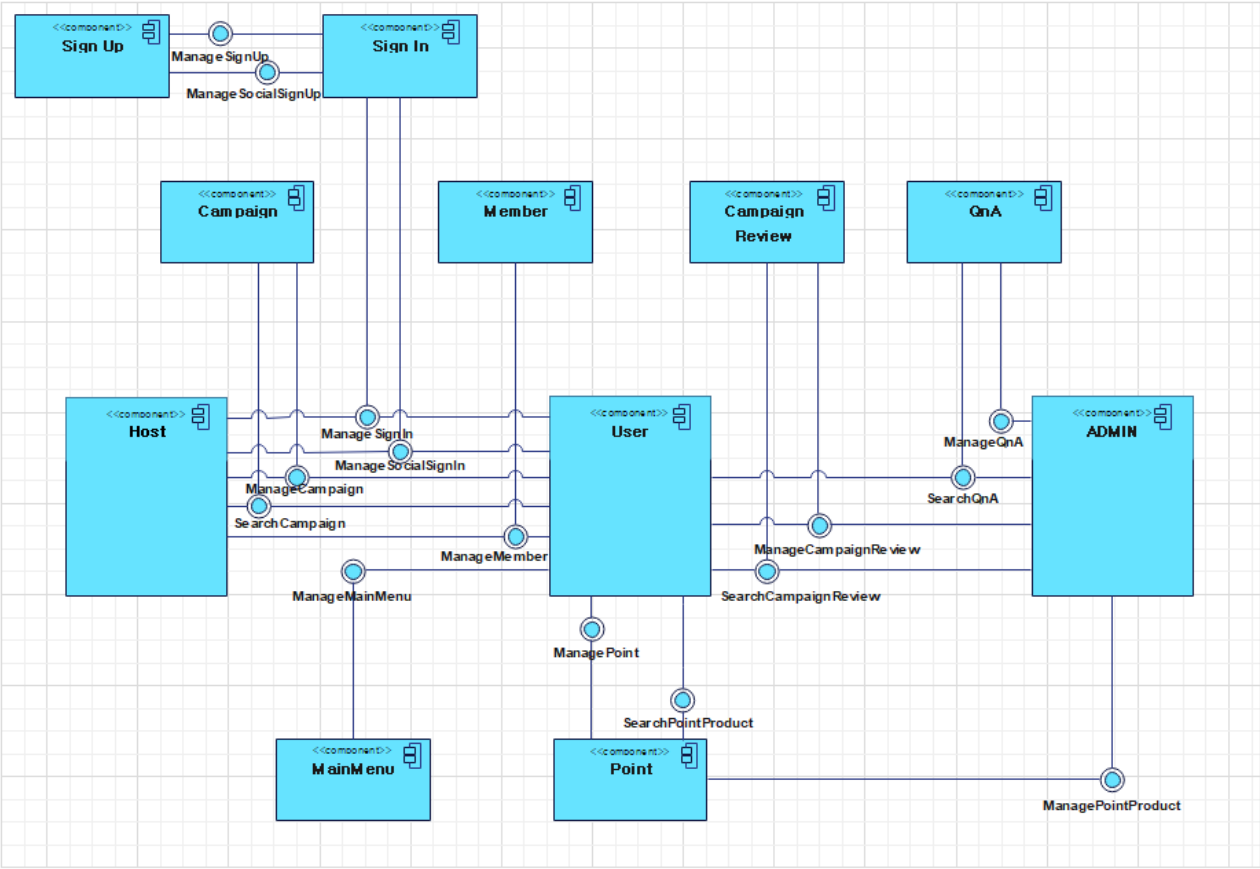 <<component>>
Sign Up
<<component>>
Sign In
ManageSignUp
ManageSocialSignUp
<<component>>
Campaign
<<component>>
Member
<<component>>
Campaign
Review
<<component>>
QnA
<<component>>
Host
<<component>>
User
<<component>>
ADMIN
ManageSignIn
ManageSocialSignIn
ManageCampaign
SearchCampaign
ManageMember
ManageMainMenu
ManageQnA
SearchQnA
ManageCampaignReview
SearchCampaignReview
ManagePoint
SearchPointProduct
<<component>>
MainMenu
<<component>>
Point
ManagePointProduct